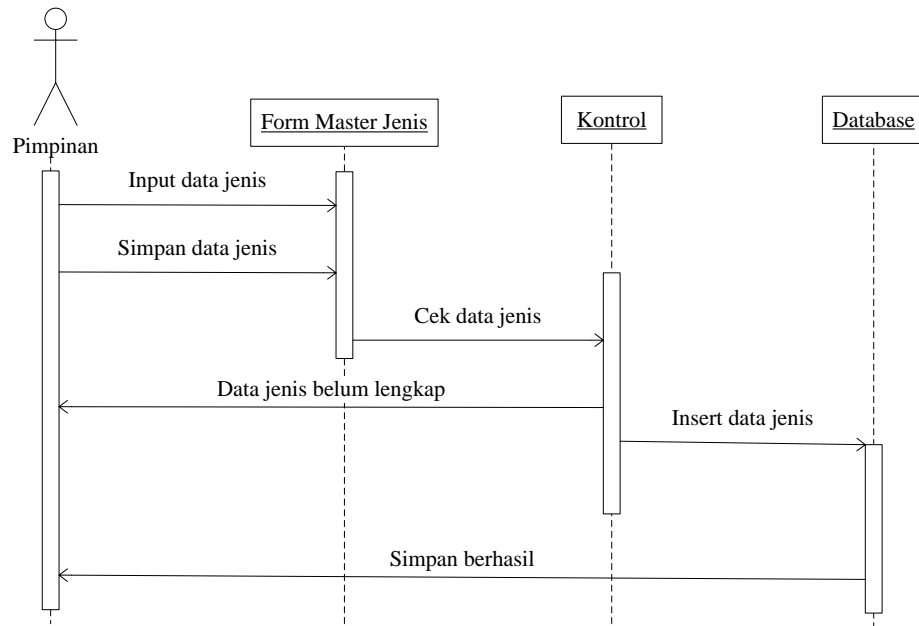 Pimpinan
Form Master Jenis
Kontrol
Database
Input data jenis
Simpan data jenis
Cek data jenis
Data jenis belum lengkap
Insert data jenis
Simpan berhasil